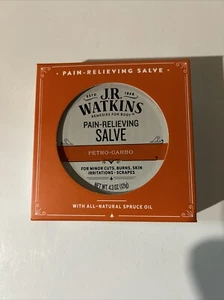 PAIN-RELIEVING SALVE
ESTD 1868
J.R.
WATKINS
REMEDIES FOR BODY
PAIN-RELIEVING
SALVE
PETRO-CARBO
FOR MINOR CUTS, BURNS, SKIN
IRRITATIONS + SCRAPES
NET WT. 4.3 OZ (121g)
WITH ALL-NATURAL SPRUCE OIL